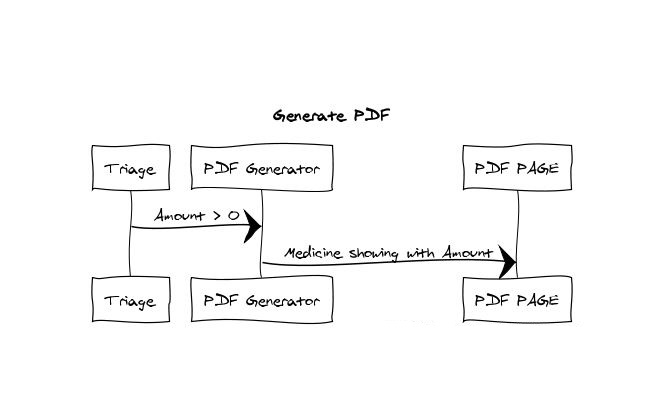 Generate PDF
Triage
PDF Generator
PDF PAGE
Amount > 0
Medicine showing with Amount
Triage
PDF Generator
PDF PAGE